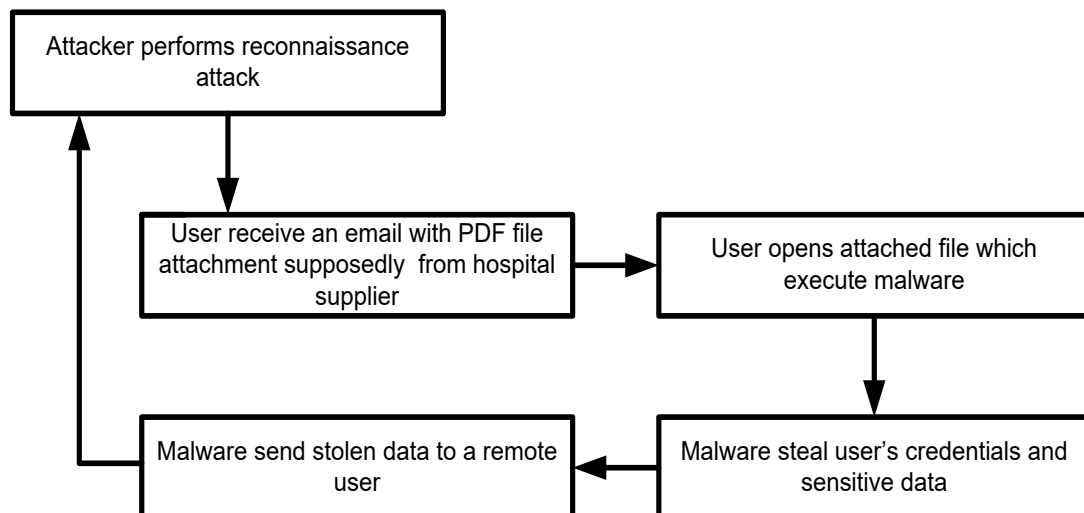 Attacker performs reconnaissance
attack
User receive an email with PDF file
attachment supposedly  from hospital
supplier
User opens attached file which
execute malware
Malware send stolen data to a remote
user
Malware steal user’s credentials and
sensitive data